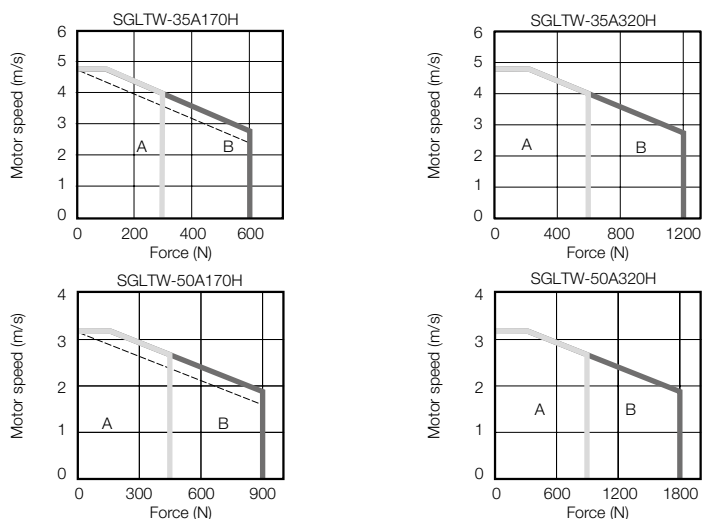 SGLTW-35A170H
Motor speed (m/s)
6
5
4
3
2
1
0
A
B
0 200 400 600
Force (N)
SGLTW-35A320H
Motor speed (m/s)
6
5
4
3
2
1
0
A
B
0 400 800 1200
Force (N)
SGLTW-50A170H
Motor speed (m/s)
4
3
2
1
0
A
B
0 300 600 900
Force (N)
SGLTW-50A320H
Motor speed (m/s)
4
3
2
1
0
A
B
0 600 1200 1800
Force (N)